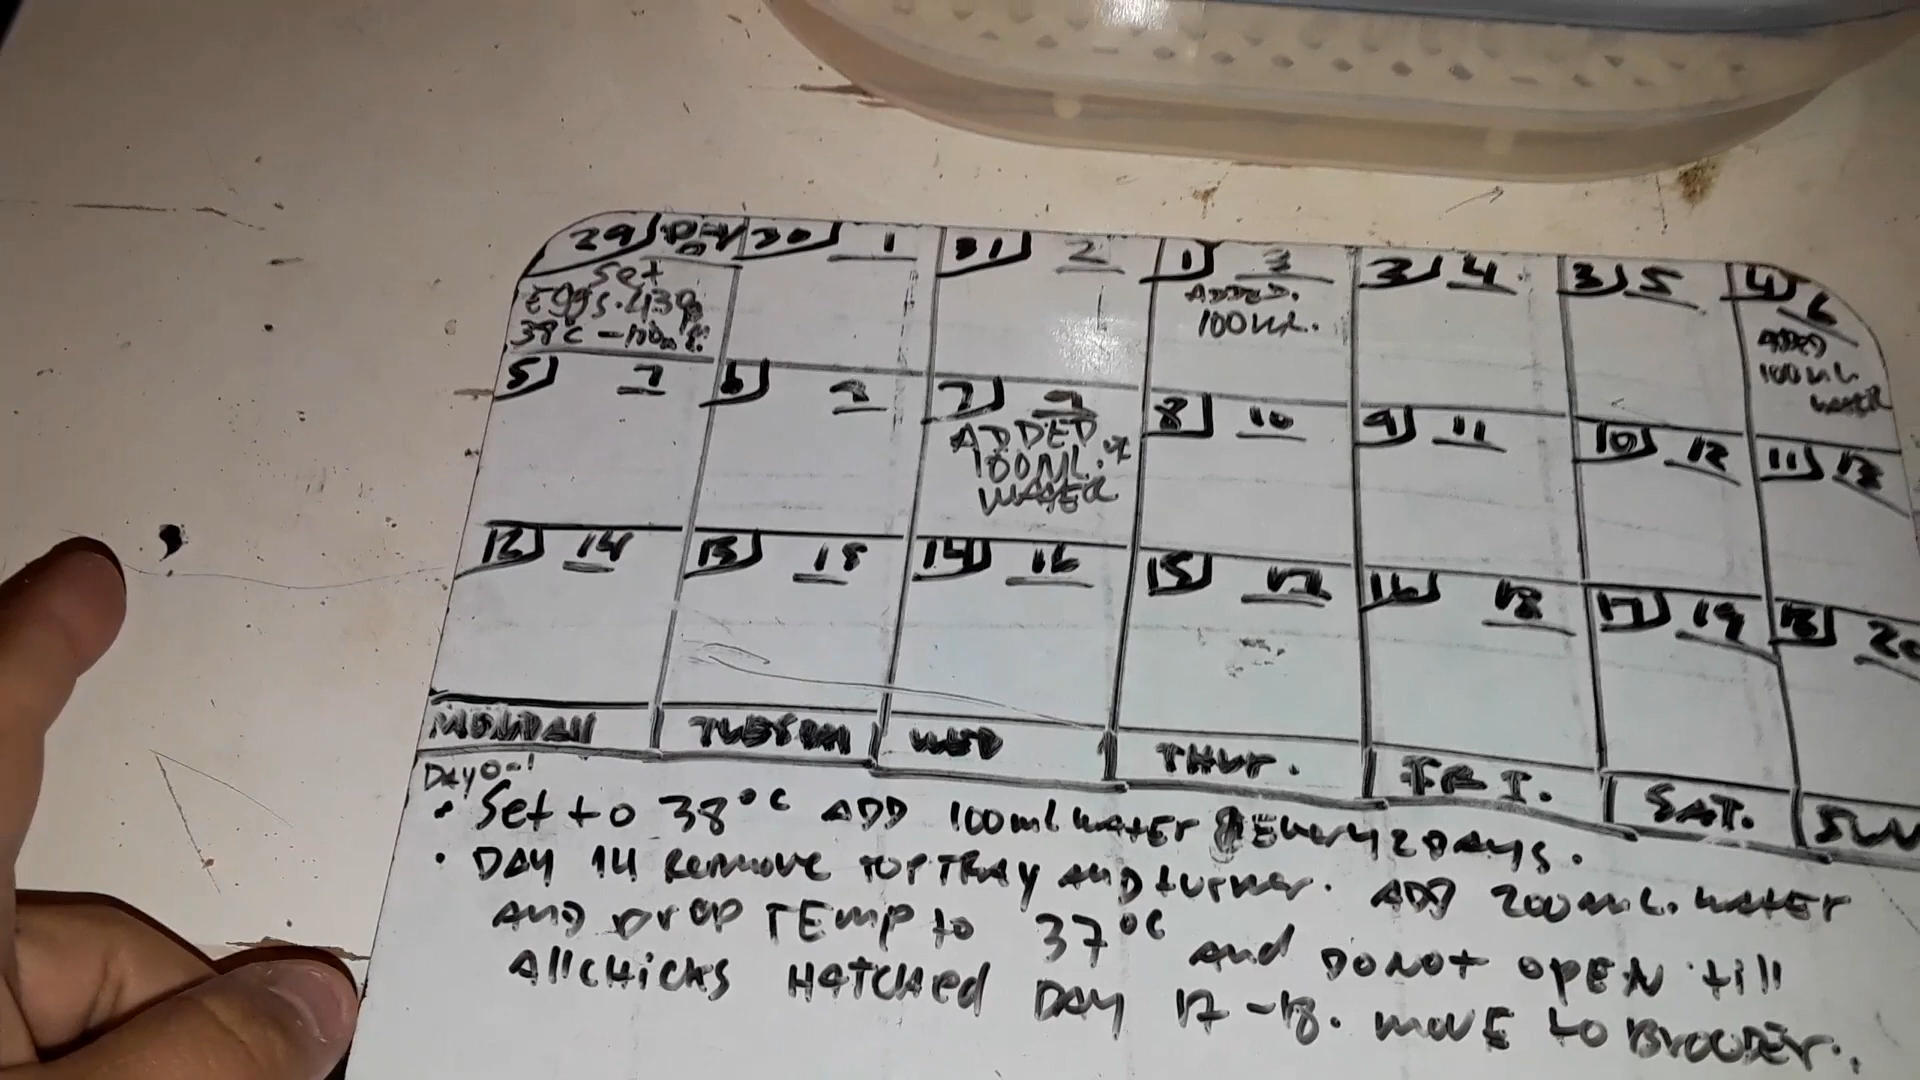 29 DAY 0 30 1 31 2 1 3 2 4 3 5 4 6
Set
Eggs. 43g
38°C - 100ml.
ADDED.
100ML.
ADDED
100ML
WATER
5 7 6 8 7 9 8 10 9 11 10 12 11 13
ADDED
100ML.
WATER
12 14 13 15 14 16 15 17 16 18 17 19 18 20
MONDAY TUESDAY WED THUR. FRI. SAT. SUN
DAY 0-1
• Set to 38°C ADD 100ml WATER EVERY 2 DAYS.
• DAY 14 Remove TOP TRAY AND turner. ADD 200ML. WATER
AND Drop TEmp to 37°C and DO NOT OPEN till
All CHICKS HATCHED DAY 17-18. MOVE to BROODER..